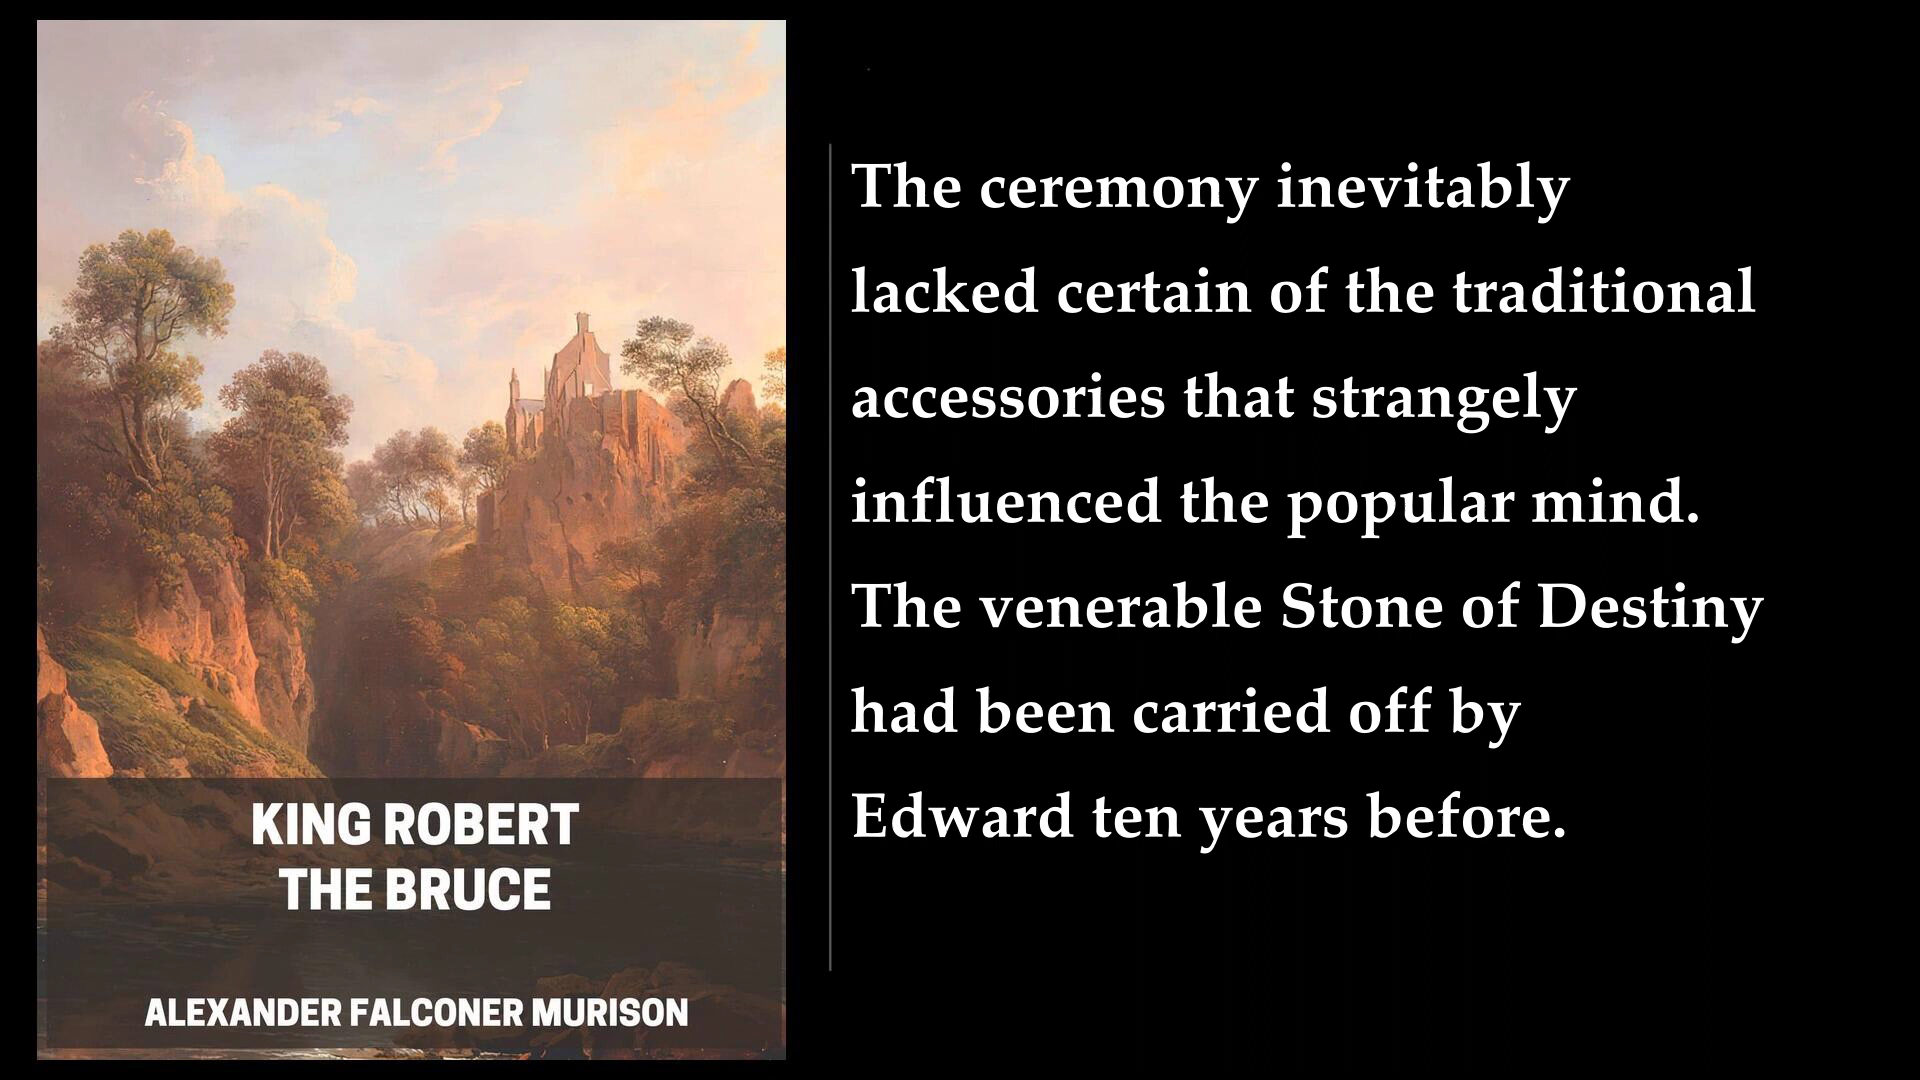 KING ROBERT
THE BRUCE
ALEXANDER FALCONER MURISON
The ceremony inevitably
lacked certain of the traditional
accessories that strangely
influenced the popular mind.
The venerable Stone of Destiny
had been carried off by
Edward ten years before.